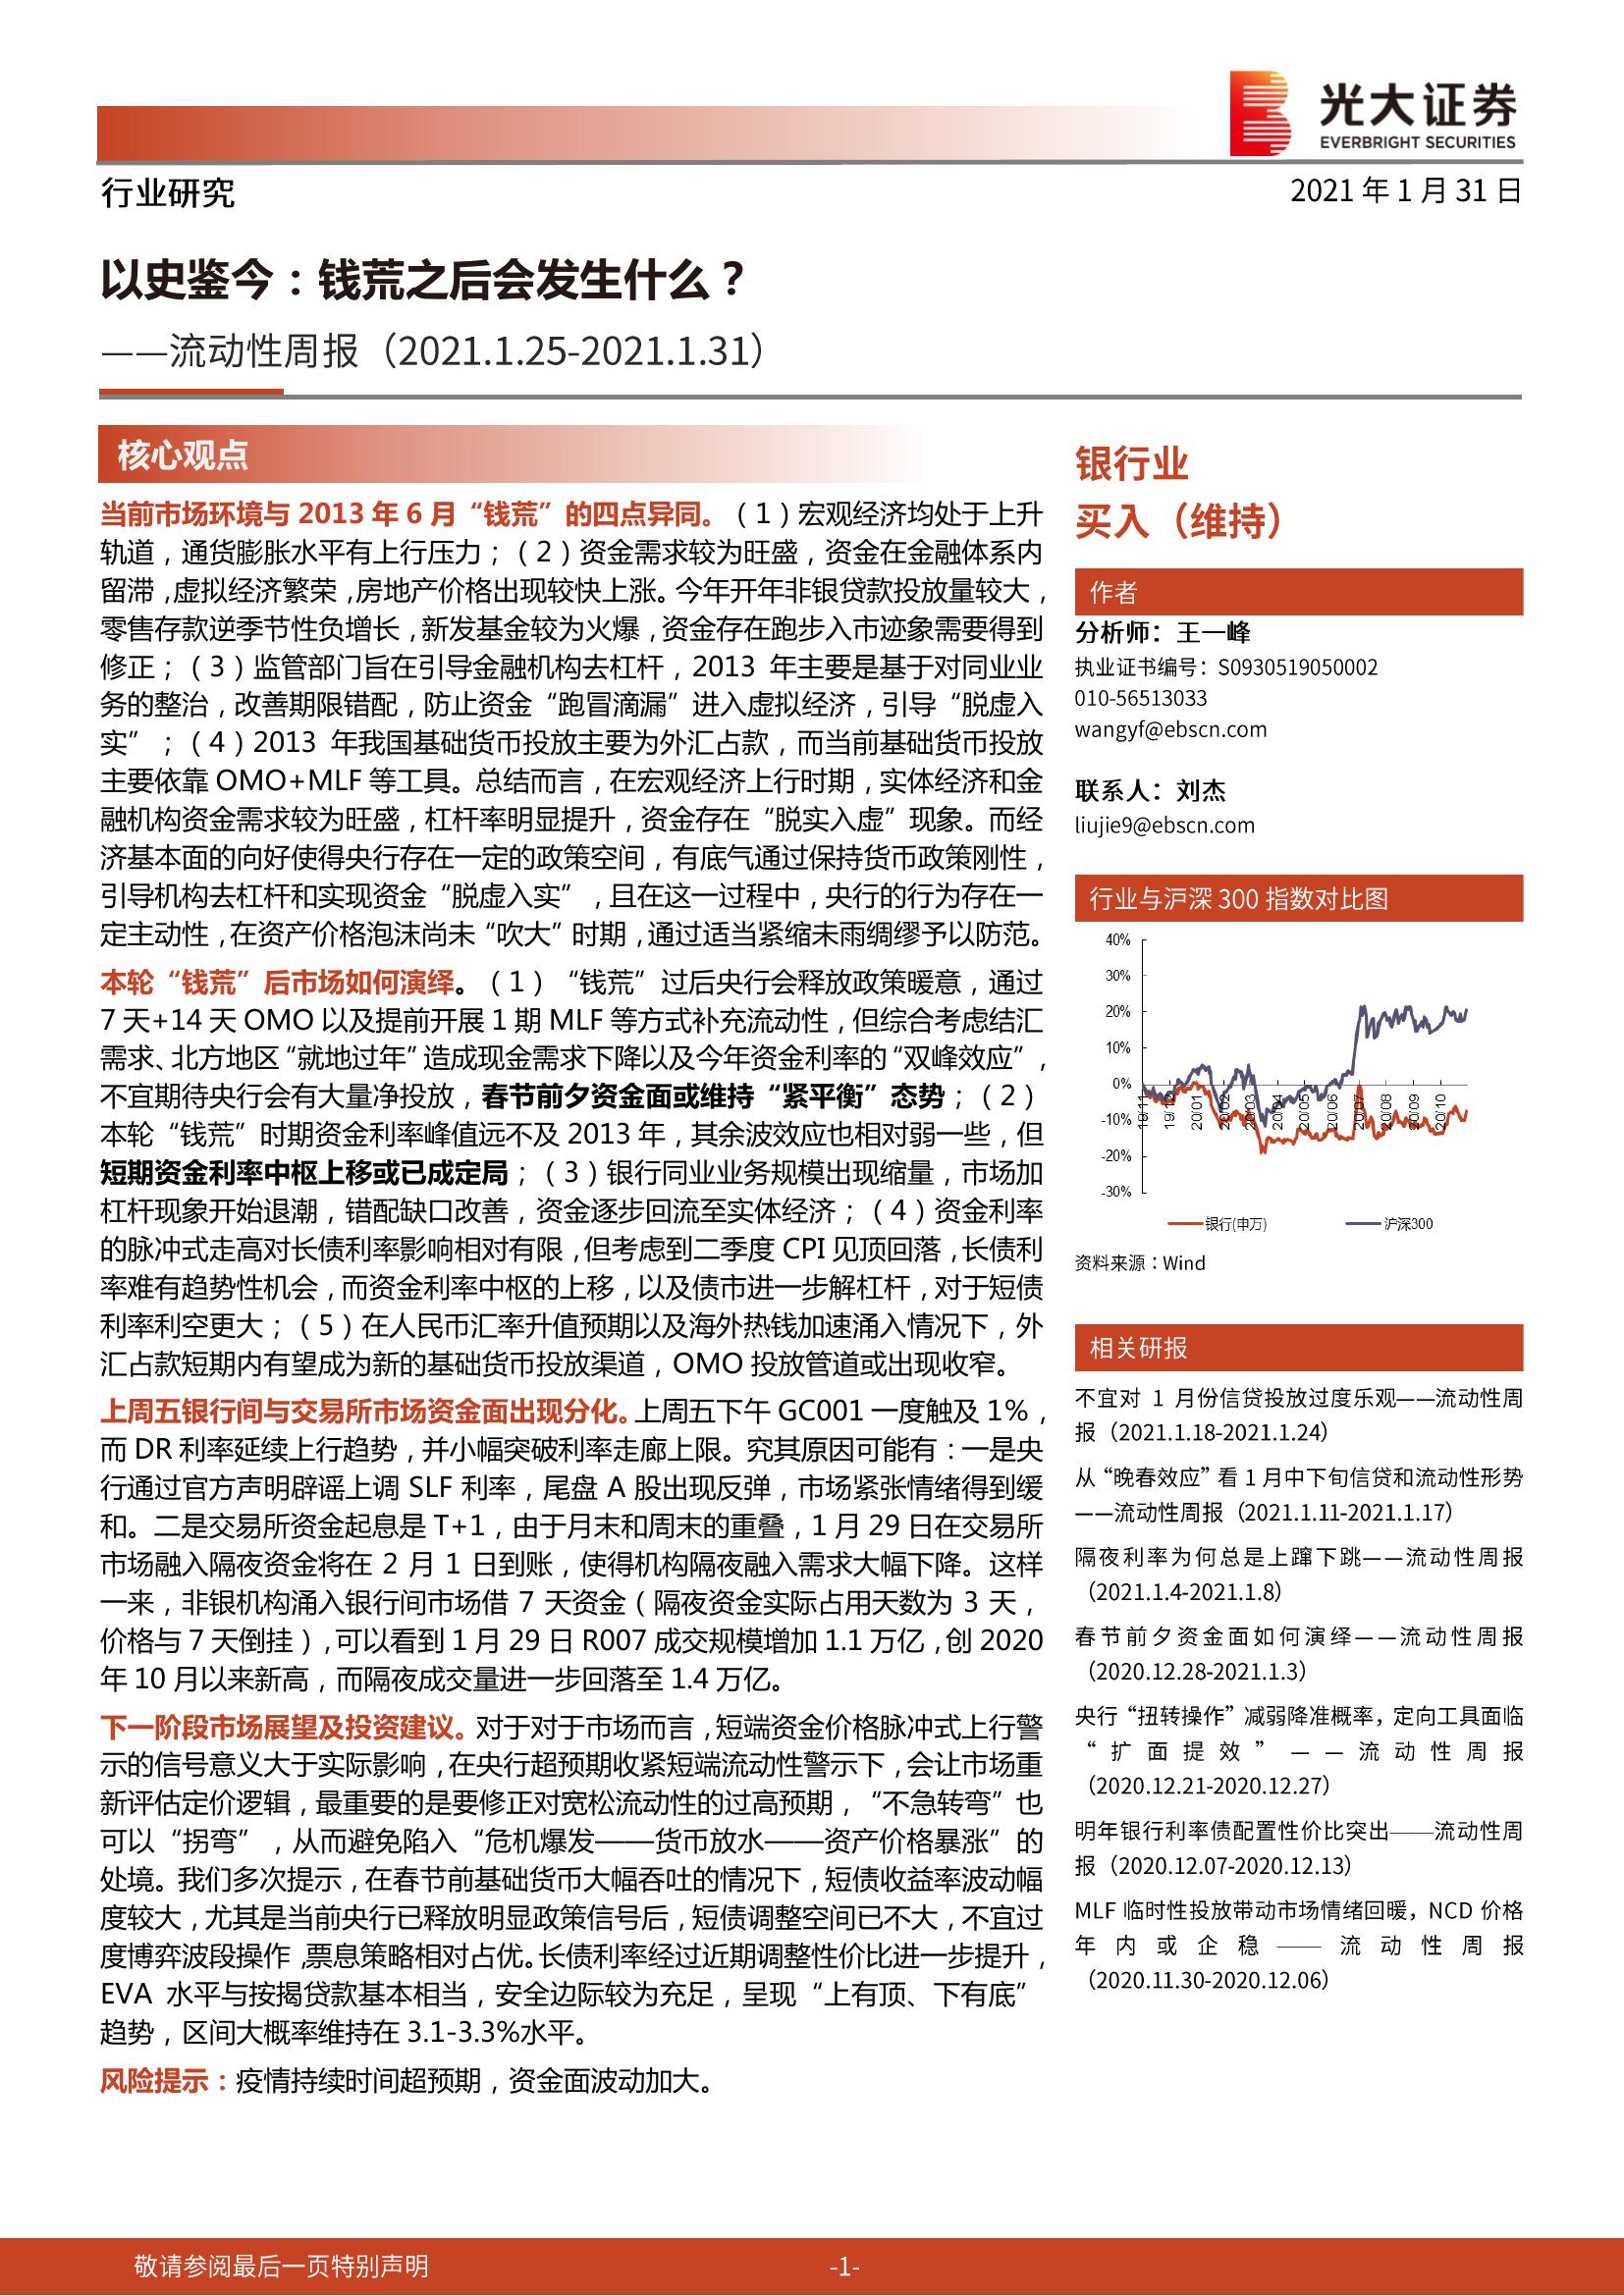 光大证券
EVERBRIGHT SECURITIES
行业研究
2021 年 1 月 31 日
以史鉴今：钱荒之后会发生什么？
——流动性周报（2021.1.25-2021.1.31）
核心观点
当前市场环境与 2013 年 6 月“钱荒”的四点异同。（1）宏观经济均处于上升
轨道，通货膨胀水平有上行压力；（2）资金需求较为旺盛，资金在金融体系内
留滞，虚拟经济繁荣，房地产价格出现较快上涨。今年开年非银贷款投放量较大，
零售存款逆季节性负增长，新发基金较为火爆，资金存在跑步入市迹象需要得到
修正；（3）监管部门旨在引导金融机构去杠杆，2013 年主要是基于对同业业
务的整治，改善期限错配，防止资金“跑冒滴漏”进入虚拟经济，引导“脱虚入
实”；（4）2013 年我国基础货币投放主要为外汇占款，而当前基础货币投放
主要依靠 OMO+MLF 等工具。总结而言，在宏观经济上行时期，实体经济和金
融机构资金需求较为旺盛，杠杆率明显提升，资金存在“脱实入虚”现象。而经
济基本面的向好使得央行存在一定的政策空间，有底气通过保持货币政策刚性，
引导机构去杠杆和实现资金“脱虚入实”，且在这一过程中，央行的行为存在一
定主动性，在资产价格泡沫尚未“吹大”时期，通过适当紧缩未雨绸缪予以防范。
本轮“钱荒”后市场如何演绎。（1）“钱荒”过后央行会释放政策暖意，通过
7 天+14 天 OMO 以及提前开展 1 期 MLF 等方式补充流动性，但综合考虑结汇
需求、北方地区“就地过年”造成现金需求下降以及今年资金利率的“双峰效应”，
不宜期待央行会有大量净投放，春节前夕资金面或维持“紧平衡”态势；（2）
本轮“钱荒”时期资金利率峰值远不及 2013 年，其余波效应也相对弱一些，但
短期资金利率中枢上移或已成定局；（3）银行同业业务规模出现缩量，市场加
杠杆现象开始退潮，错配缺口改善，资金逐步回流至实体经济；（4）资金利率
的脉冲式走高对长债利率影响相对有限，但考虑到二季度 CPI 见顶回落，长债利
率难有趋势性机会，而资金利率中枢的上移，以及债市进一步解杠杆，对于短债
利率利空更大；（5）在人民币汇率升值预期以及海外热钱加速涌入情况下，外
汇占款短期内有望成为新的基础货币投放渠道，OMO 投放管道或出现收窄。
上周五银行间与交易所市场资金面出现分化。上周五下午 GC001 一度触及 1%，
而 DR 利率延续上行趋势，并小幅突破利率走廊上限。究其原因可能有：一是央
行通过官方声明辟谣上调 SLF 利率，尾盘 A 股出现反弹，市场紧张情绪得到缓
和。二是交易所资金起息是 T+1，由于月末和周末的重叠，1 月 29 日在交易所
市场融入隔夜资金将在 2 月 1 日到账，使得机构隔夜融入需求大幅下降。这样
一来，非银机构涌入银行间市场借 7 天资金（隔夜资金实际占用天数为 3 天，
价格与 7 天倒挂），可以看到 1 月 29 日 R007 成交规模增加 1.1 万亿，创 2020
年 10 月以来新高，而隔夜成交量进一步回落至 1.4 万亿。
下一阶段市场展望及投资建议。对于对于市场而言，短端资金价格脉冲式上行警
示的信号意义大于实际影响，在央行超预期收紧短端流动性警示下，会让市场重
新评估定价逻辑，最重要的是要修正对宽松流动性的过高预期，“不急转弯”也
可以“拐弯”，从而避免陷入“危机爆发——货币放水——资产价格暴涨”的
处境。我们多次提示，在春节前基础货币大幅吞吐的情况下，短债收益率波动幅
度较大，尤其是当前央行已释放明显政策信号后，短债调整空间已不大，不宜过
度博弈波段操作，票息策略相对占优。长债利率经过近期调整性价比进一步提升，
EVA 水平与按揭贷款基本相当，安全边际较为充足，呈现“上有顶、下有底”
趋势，区间大概率维持在 3.1-3.3%水平。
风险提示：疫情持续时间超预期，资金面波动加大。
银行业
买入（维持）
作者
分析师：王一峰
执业证书编号：S0930519050002
010-56513033
wangyf@ebscn.com
联系人：刘杰
liujie9@ebscn.com
行业与沪深 300 指数对比图
40%
30%
20%
10%
0%
-10%
-20%
-30%
19/11 19/12 20/01 20/02 20/03 20/04 20/05 20/06 20/07 20/08 20/09 20/10
银行(申万) 沪深300
资料来源：Wind
相关研报
不宜对 1 月份信贷投放过度乐观——流动性周
报（2021.1.18-2021.1.24）
从“晚春效应”看 1 月中下旬信贷和流动性形势
——流动性周报（2021.1.11-2021.1.17）
隔夜利率为何总是上蹿下跳——流动性周报
（2021.1.4-2021.1.8）
春节前夕资金面如何演绎——流动性周报
（2020.12.28-2021.1.3）
央行“扭转操作”减弱降准概率，定向工具面临
“扩面提效”——流动性周报
（2020.12.21-2020.12.27）
明年银行利率债配置性价比突出——流动性周
报（2020.12.07-2020.12.13）
MLF 临时性投放带动市场情绪回暖，NCD 价格
年内或企稳——流动性周报
（2020.11.30-2020.12.06）
敬请参阅最后一页特别声明
-1-